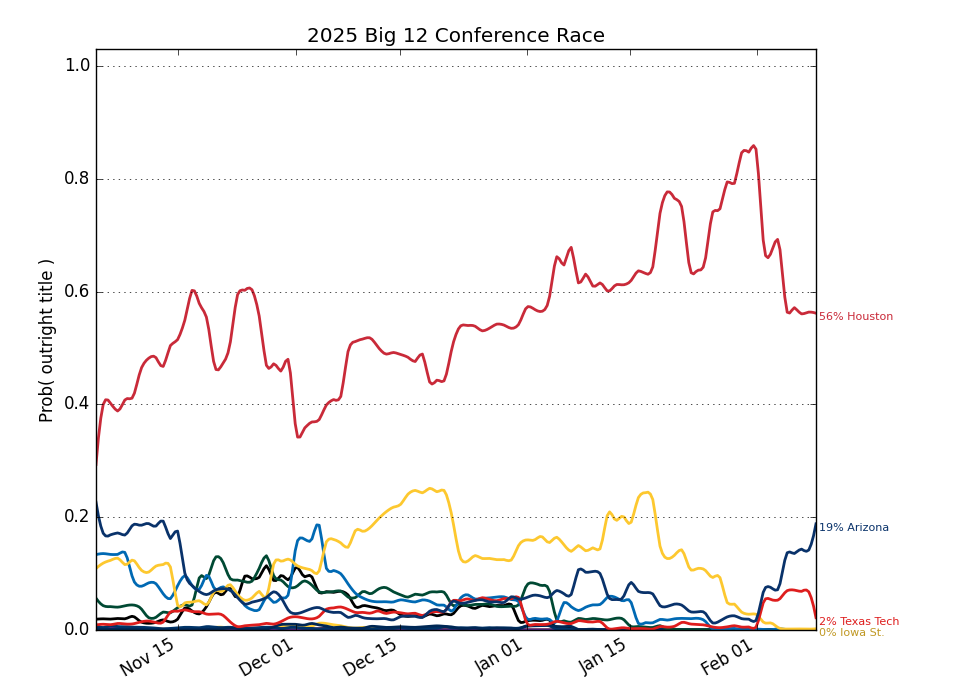 2025 Big 12 Conference Race
1.0
0.8
0.6
0.4
0.2
0.0
Prob( outright title )
56% Houston
19% Arizona
2% Texas Tech
0% Iowa St.
Nov 15
Dec 01
Dec 15
Jan 01
Jan 15
Feb 01